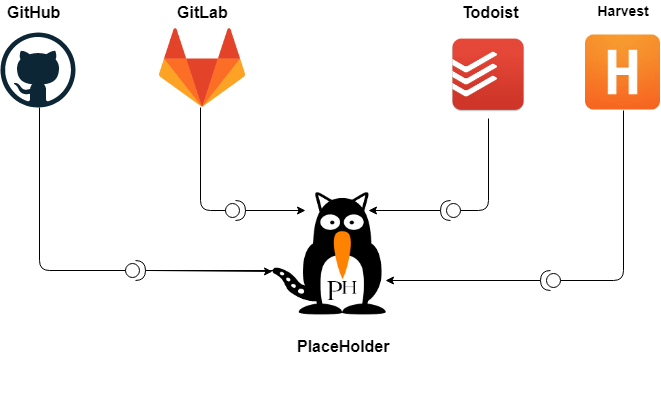 GitHub
GitLab
Todoist
Harvest
H
PH
PlaceHolder